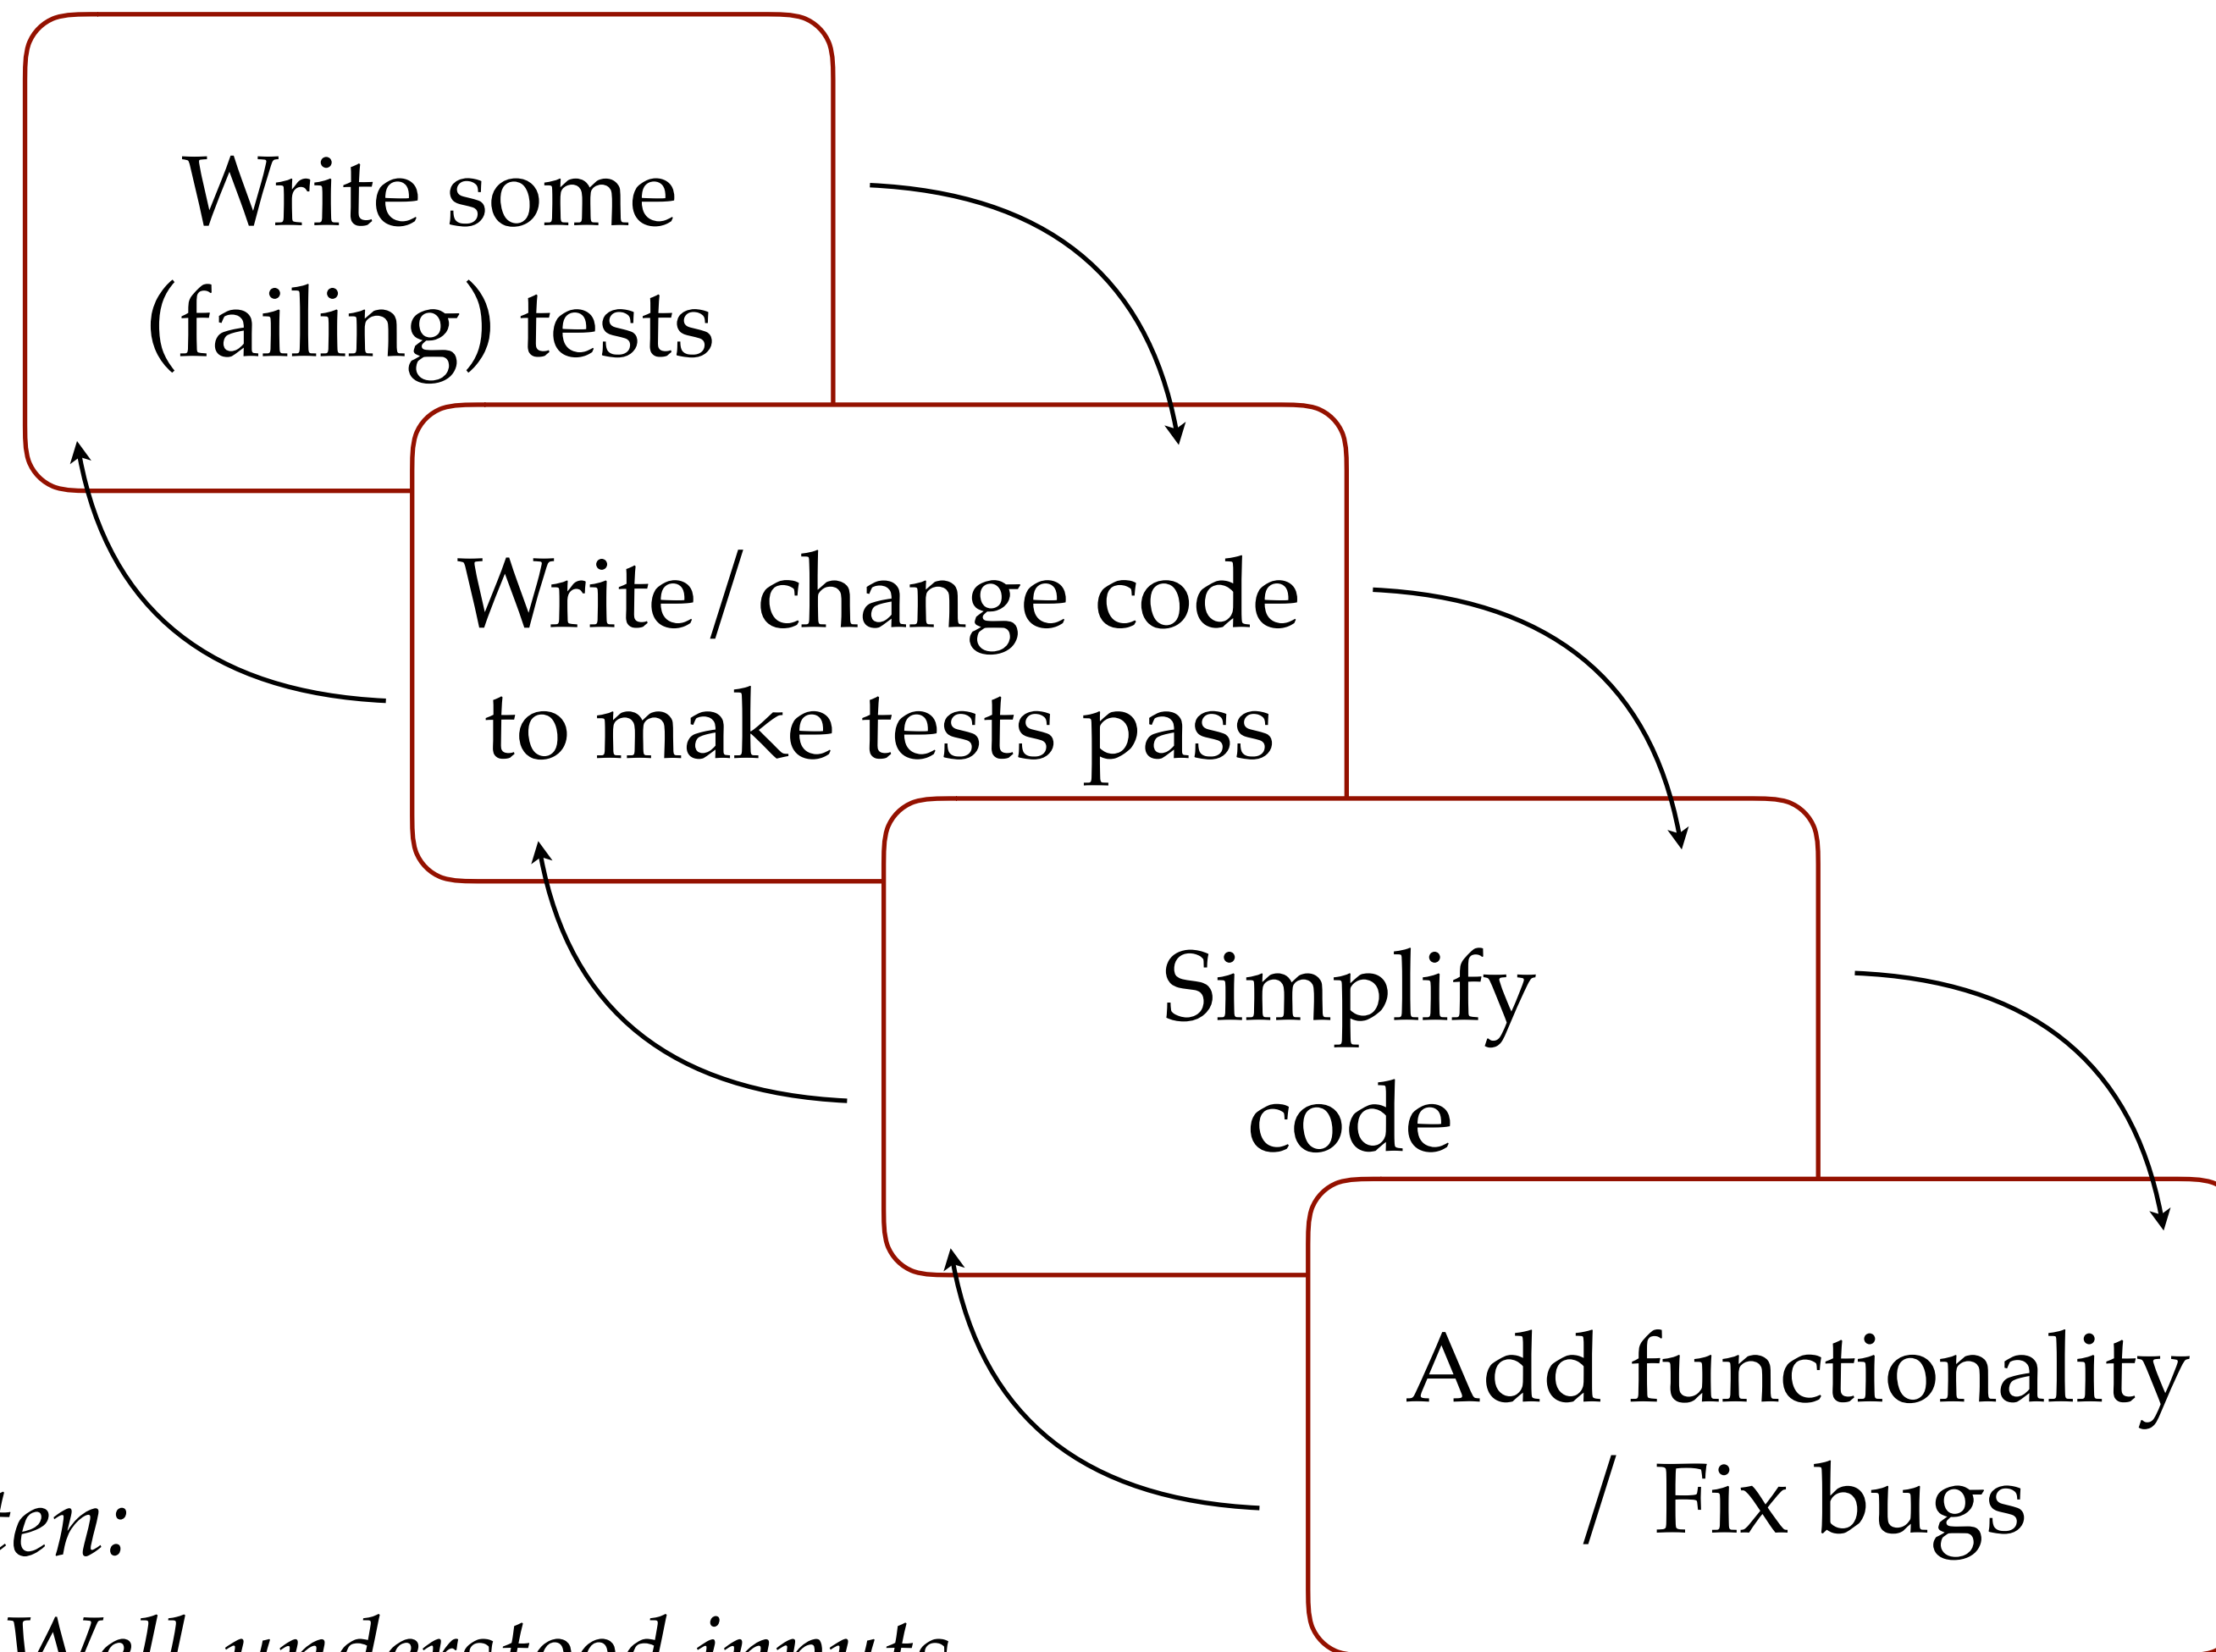 Write some
(failing) tests
Write / change code
to make tests pass
Simplify
code
Add functionality
/ Fix bugs